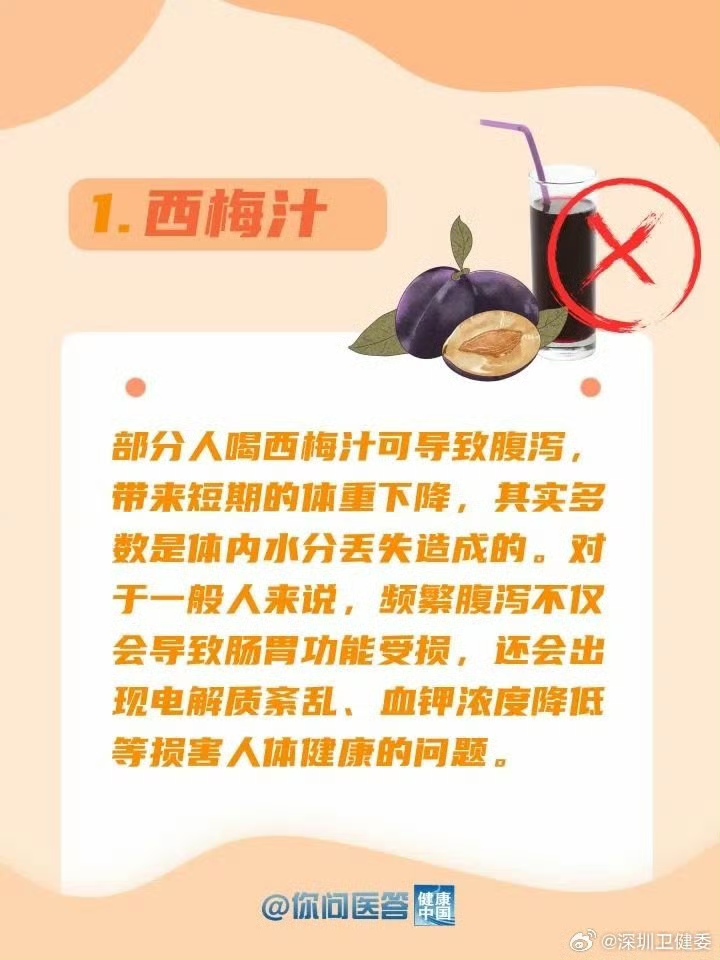 1.西梅汁
部分人喝西梅汁可导致腹泻，
带来短期的体重下降，其实多
数是体内水分丢失造成的。对
于一般人来说，频繁腹泻不仅
会导致肠胃功能受损，还会出
现电解质紊乱、血钾浓度降低
等损害人体健康的问题。
@你问医答 健康
中国
@深圳卫健委